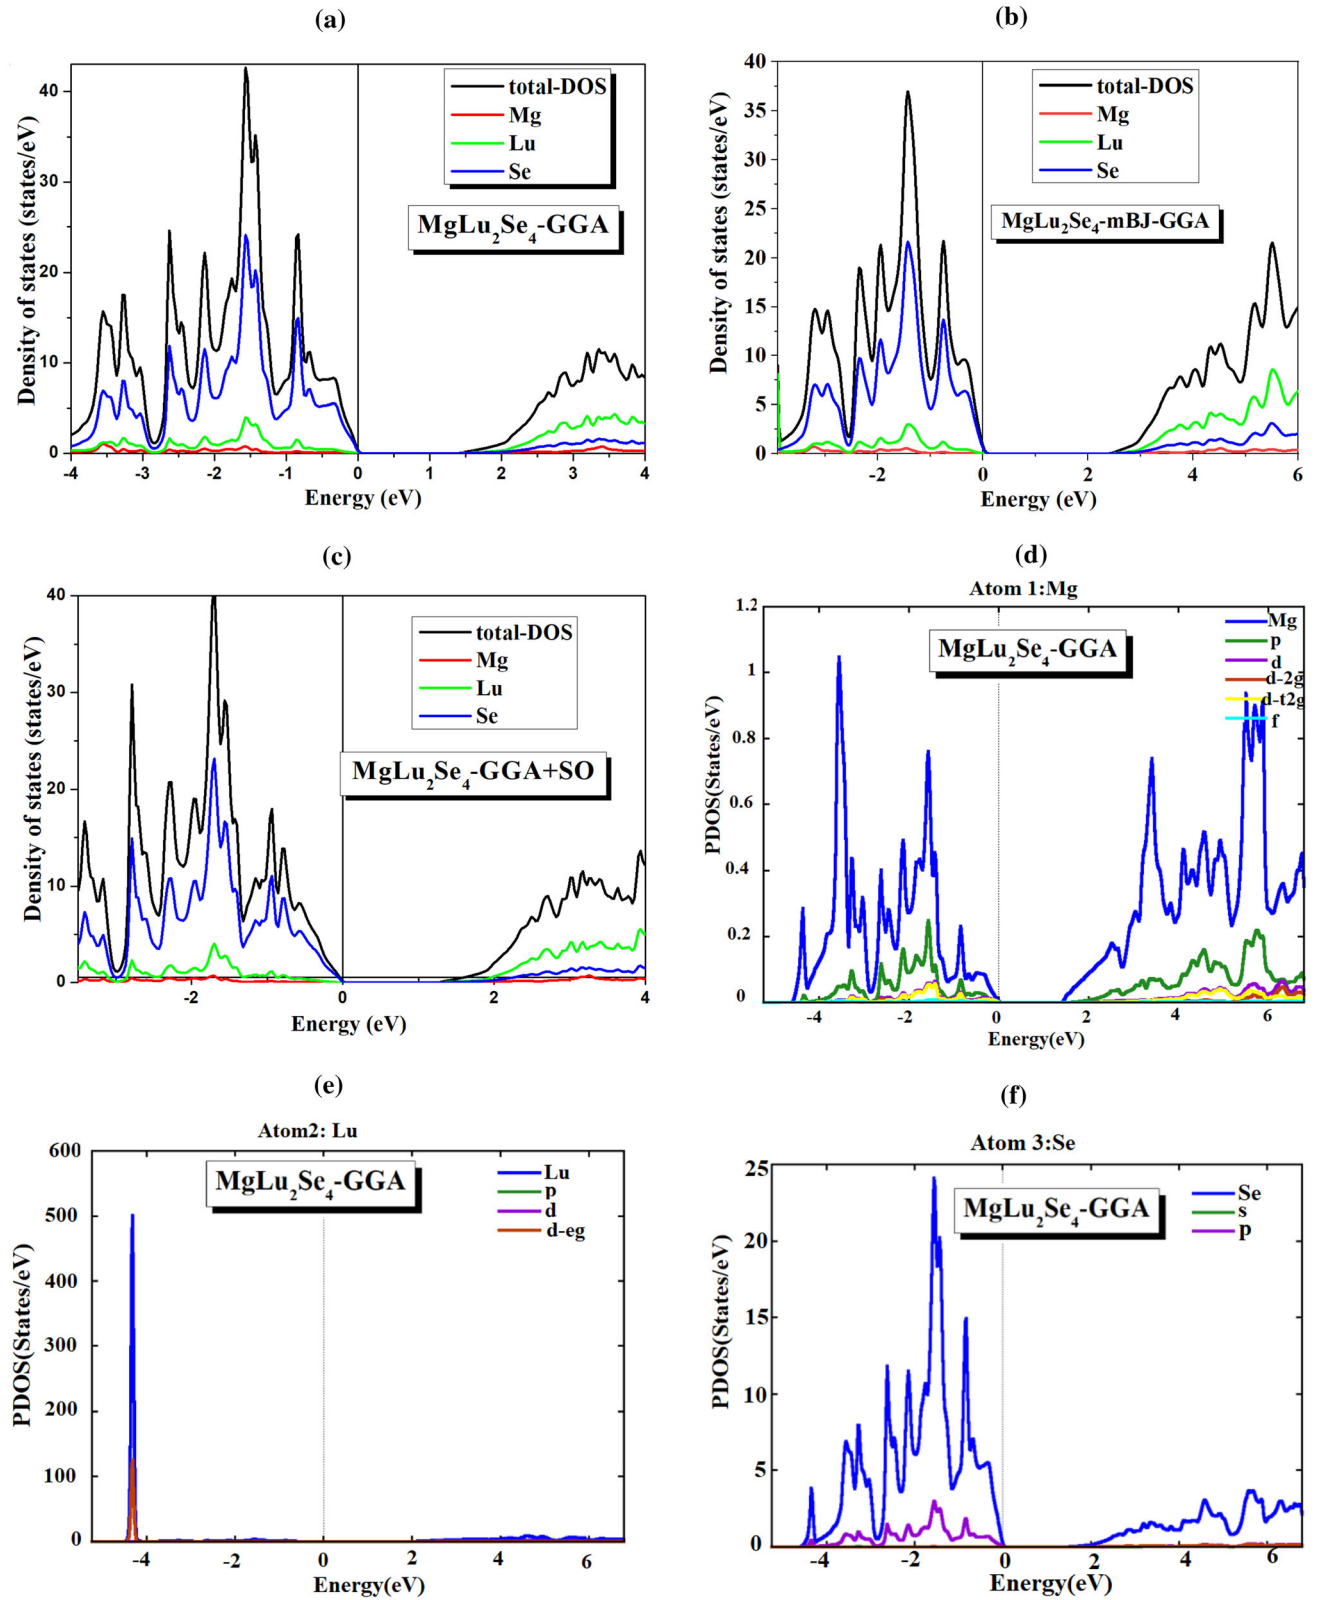 (a)
Density of states (states/eV)
40
30
20
10
0
-4 -3 -2 -1 0 1 2 3 4
Energy (eV)
total-DOS
Mg
Lu
Se
MgLu2Se4-GGA
(b)
Density of states (states/eV)
40
35
30
25
20
15
10
5
0
-2 0 2 4 6
Energy (eV)
total-DOS
Mg
Lu
Se
MgLu2Se4-mBJ-GGA
(c)
Density of states (states/eV)
40
30
20
10
0
-2 0 2 4
Energy (eV)
total-DOS
Mg
Lu
Se
MgLu2Se4-GGA+SO
(d)
Atom 1:Mg
PDOS(States/eV)
1.2
1
0.8
0.6
0.4
0.2
0
-4 -2 0 2 4 6
Energy(eV)
MgLu2Se4-GGA
Mg
p
d
d-2g
d-t2g
f
(e)
Atom2: Lu
PDOS(States/eV)
600
500
400
300
200
100
0
-4 -2 0 2 4 6
Energy(eV)
MgLu2Se4-GGA
Lu
p
d
d-eg
(f)
Atom 3:Se
PDOS(States/eV)
25
20
15
10
5
0
-4 -2 0 2 4 6
Energy(eV)
MgLu2Se4-GGA
Se
s
p